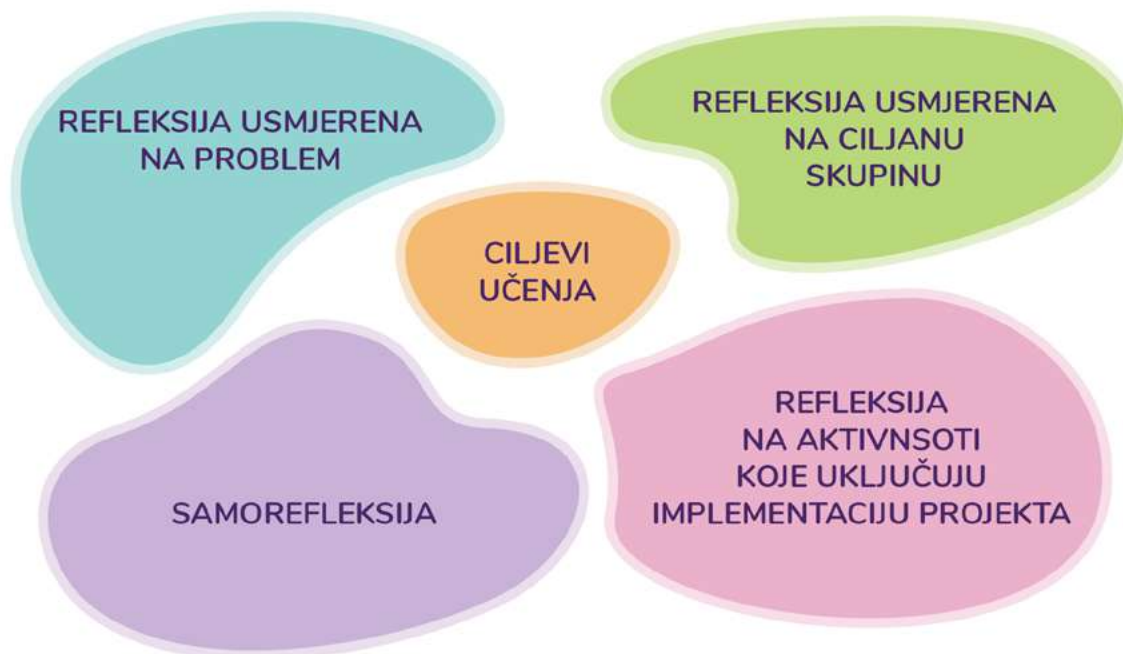 REFLEKSIJA USMJERENA
NA PROBLEM
REFLEKSIJA USMJERENA
NA CILJANU
SKUPINU
CILJEVI
UČENJA
SAMOREFLEKSIJA
REFLEKSIJA
NA AKTIVNSOTI
KOJE UKLJUČUJU
IMPLEMENTACIJU PROJEKTA